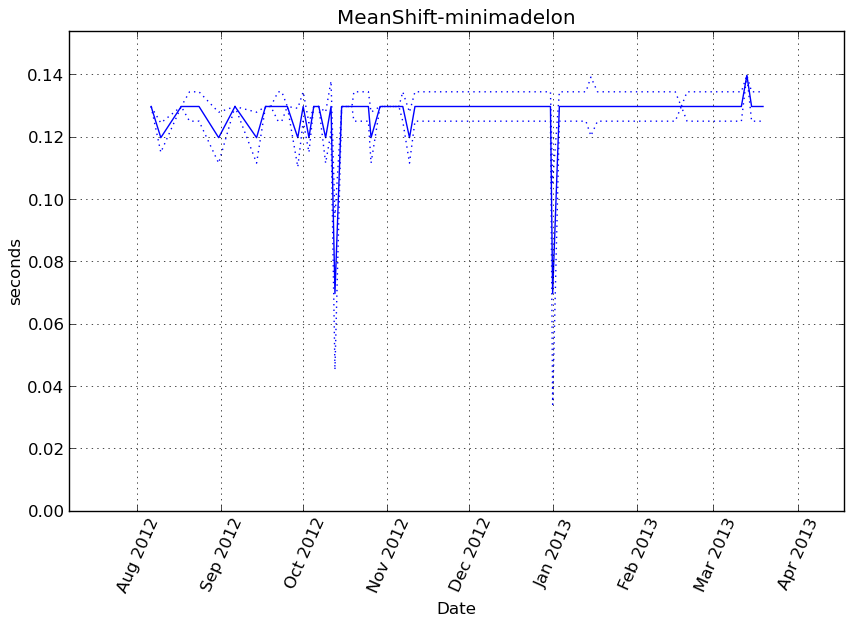 MeanShift-minimadelon
0.14
0.12
0.10
0.08
0.06
0.04
0.02
0.00
seconds
Aug 2012
Sep 2012
Oct 2012
Nov 2012
Dec 2012
Jan 2013
Feb 2013
Mar 2013
Apr 2013
Date